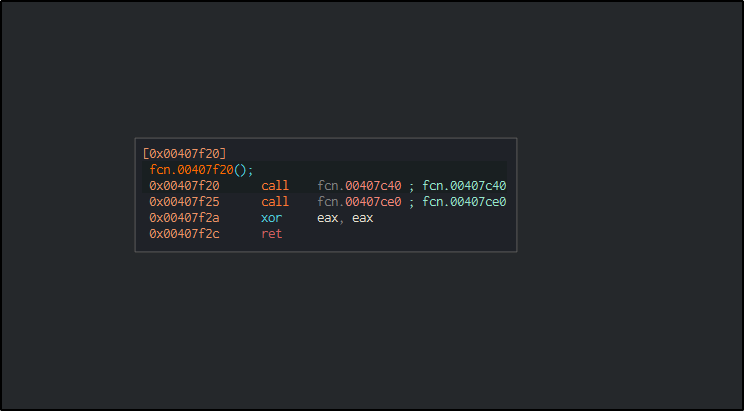 [0x00407f20]
fcn.00407f20();
0x00407f20 call fcn.00407c40 ; fcn.00407c40
0x00407f25 call fcn.00407ce0 ; fcn.00407ce0
0x00407f2a xor eax, eax
0x00407f2c ret